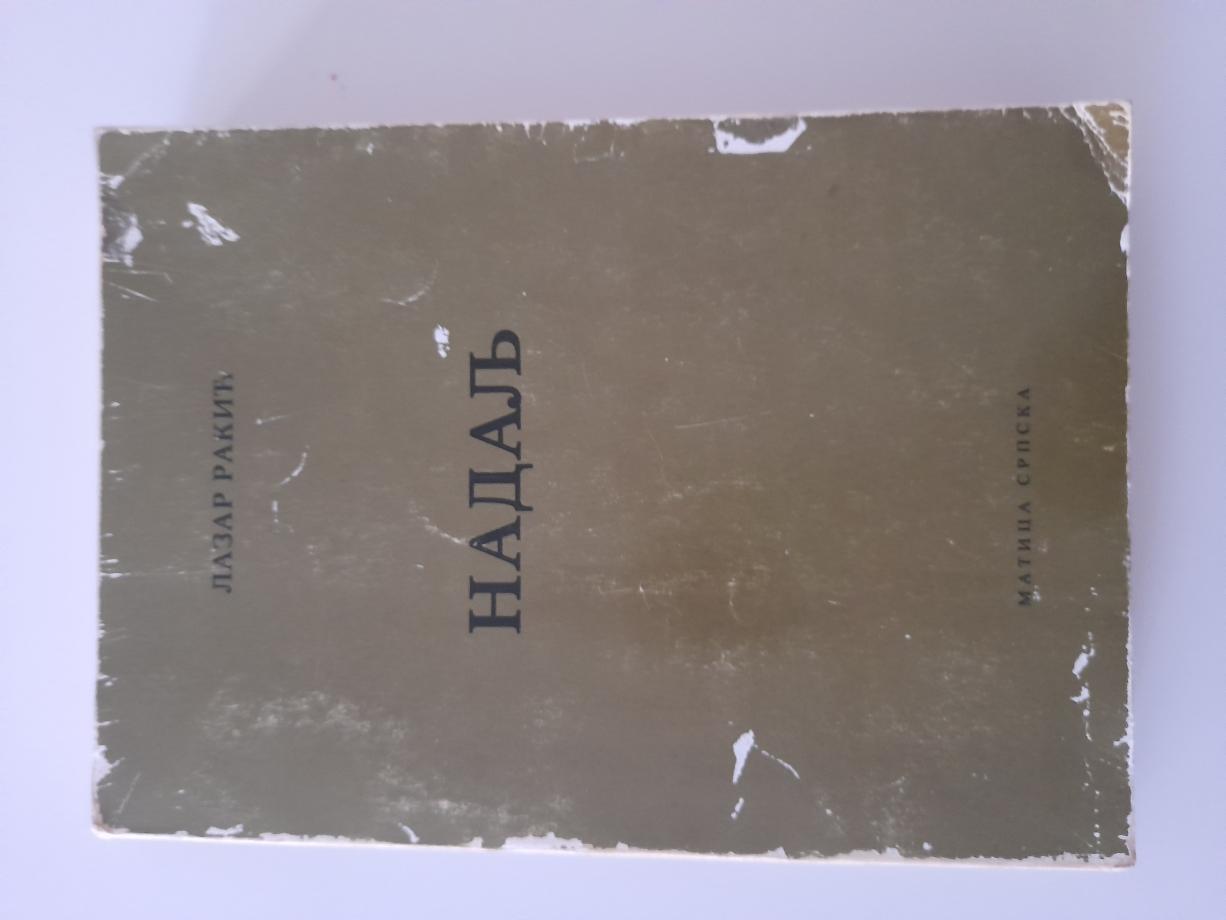 ЛАЗАР РАКИЋ
НАДАЉ
МАТИЦА СРПСКА